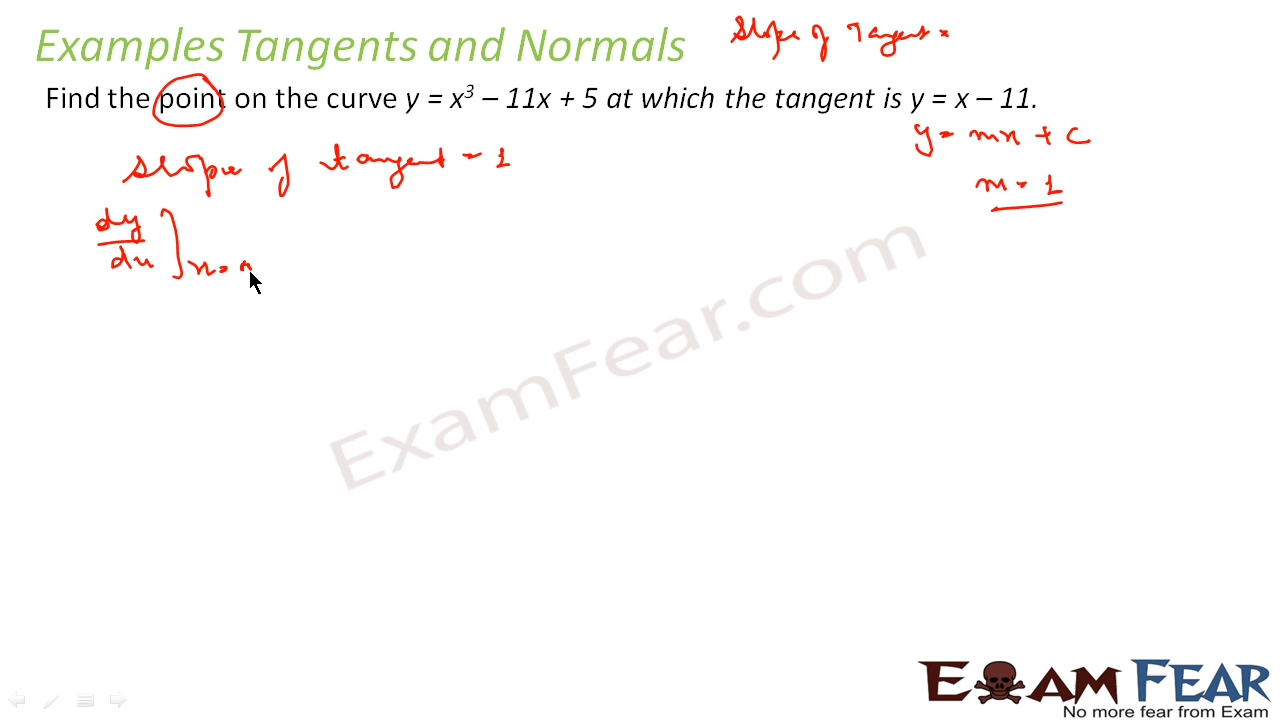 Examples Tangents and Normals
Slope of Tangent =
Find the point on the curve y = x³ – 11x + 5 at which the tangent is y = x – 11.
y = mx + c
Slope of tangent = 1
m = 1
dy
dx
x =
ExamFear.com
EXAM FEAR
No more fear from Exam